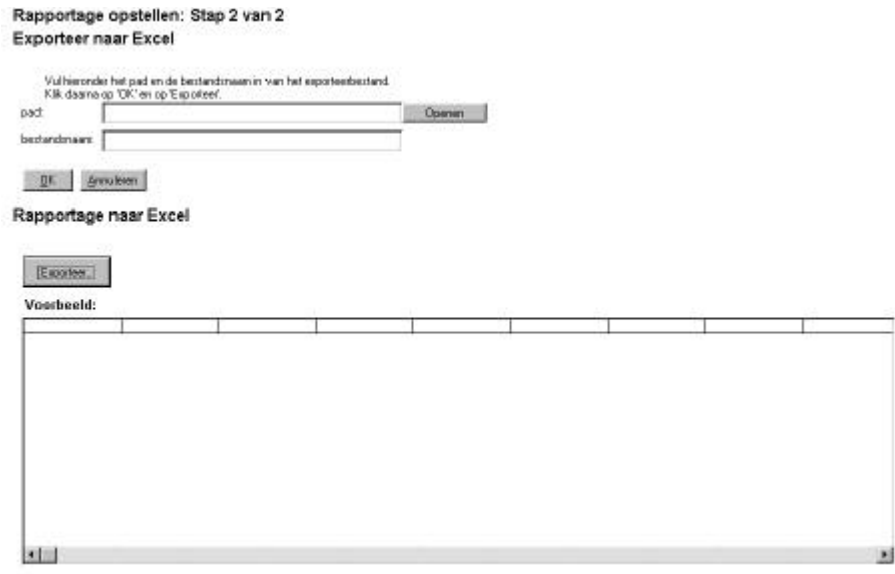 Rapportage opstellen: Stap 2 van 2
Exporteer naar Excel
Vul hieronder het pad en de bestandsnaam in van het exporteerbestand.
Klik daarna op 'OK' en op 'Exporteer'.
pad: Openen
bestandsnaam:
OK Annuleren
Rapportage naar Excel
Exporteer...
Voorbeeld: